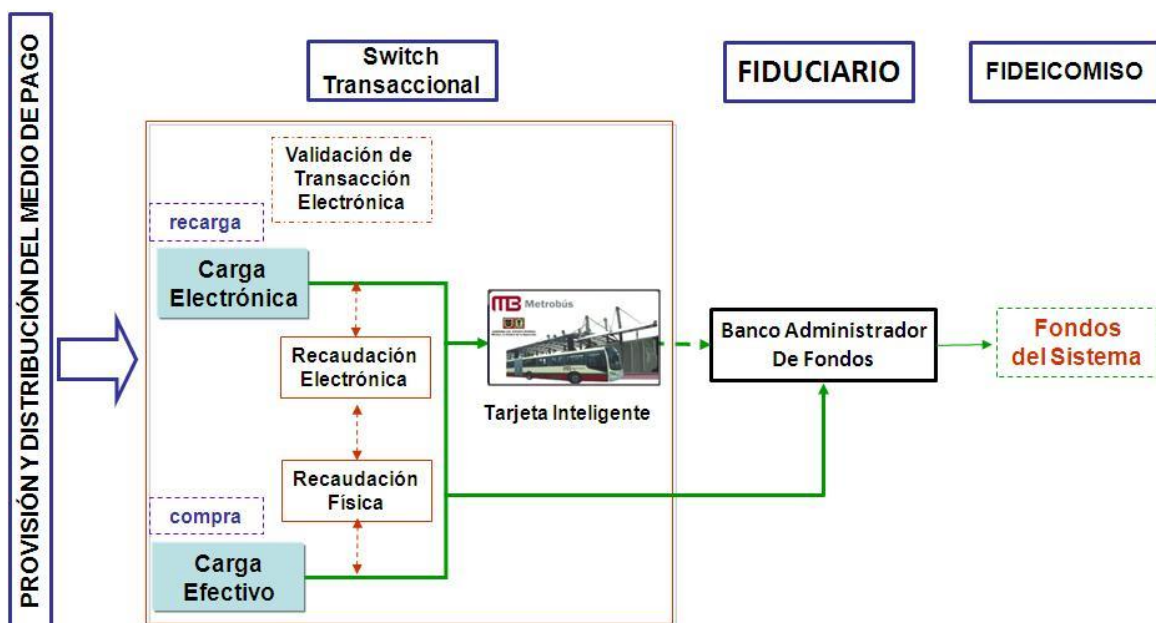 PROVISIÓN Y DISTRIBUCIÓN DEL MEDIO DE PAGO
Switch
Transaccional
FIDUCIARIO
FIDEICOMISO
Validación de
Transacción
Electrónica
recarga
Carga
Electrónica
Recaudación
Electrónica
Recaudación
Física
compra
Carga
Efectivo
MB Metrobús
Tarjeta Inteligente
Banco Administrador
De Fondos
Fondos
del Sistema